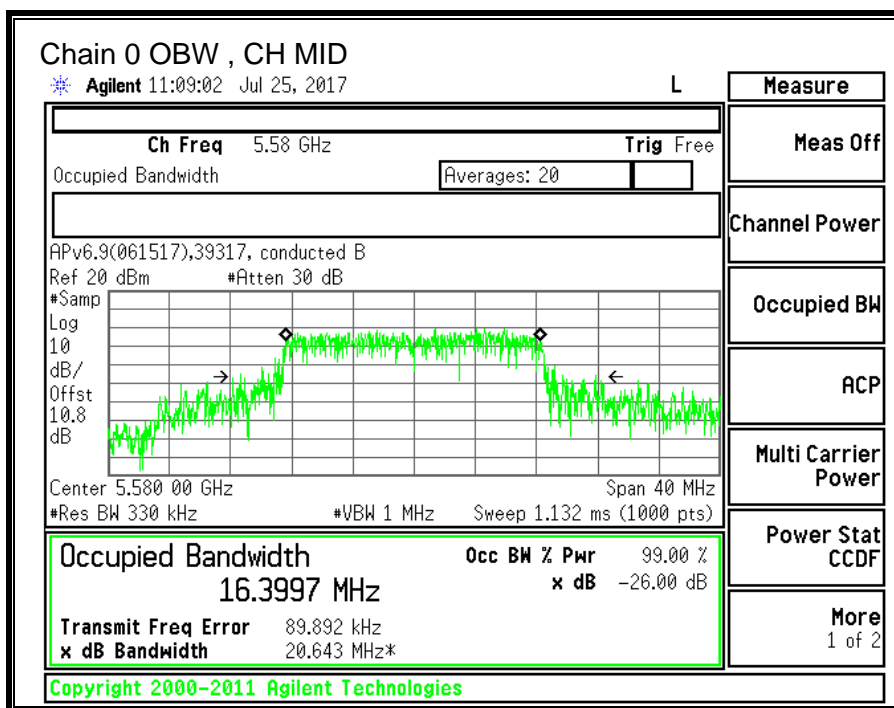 Chain 0 OBW , CH MID
Agilent 11:09:02 Jul 25, 2017 L
Measure
Ch Freq 5.58 GHz Trig Free
Meas Off
Occupied Bandwidth Averages: 20
Channel Power
APv6.9(061517),39317, conducted B
Ref 20 dBm #Atten 30 dB
#Samp
Log
10
dB/
Offst
10.8
dB
Occupied BW
ACP
Multi Carrier
Power
Center 5.580 00 GHz Span 40 MHz
#Res BW 330 kHz #VBW 1 MHz Sweep 1.132 ms (1000 pts)
Power Stat
CCDF
Occupied Bandwidth Occ BW % Pwr 99.00 %
16.3997 MHz x dB -26.00 dB
Transmit Freq Error 89.892 kHz
x dB Bandwidth 20.643 MHz*
More
1 of 2
Copyright 2000-2011 Agilent Technologies